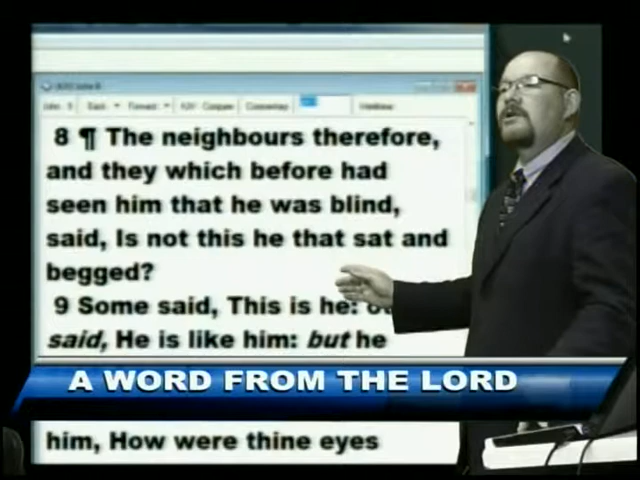 8 ¶ The neighbours therefore,
and they which before had
seen him that he was blind,
said, Is not this he that sat and
begged?
9 Some said, This is he:
said, He is like him: but he
A WORD FROM THE LORD
him, How were thine eyes